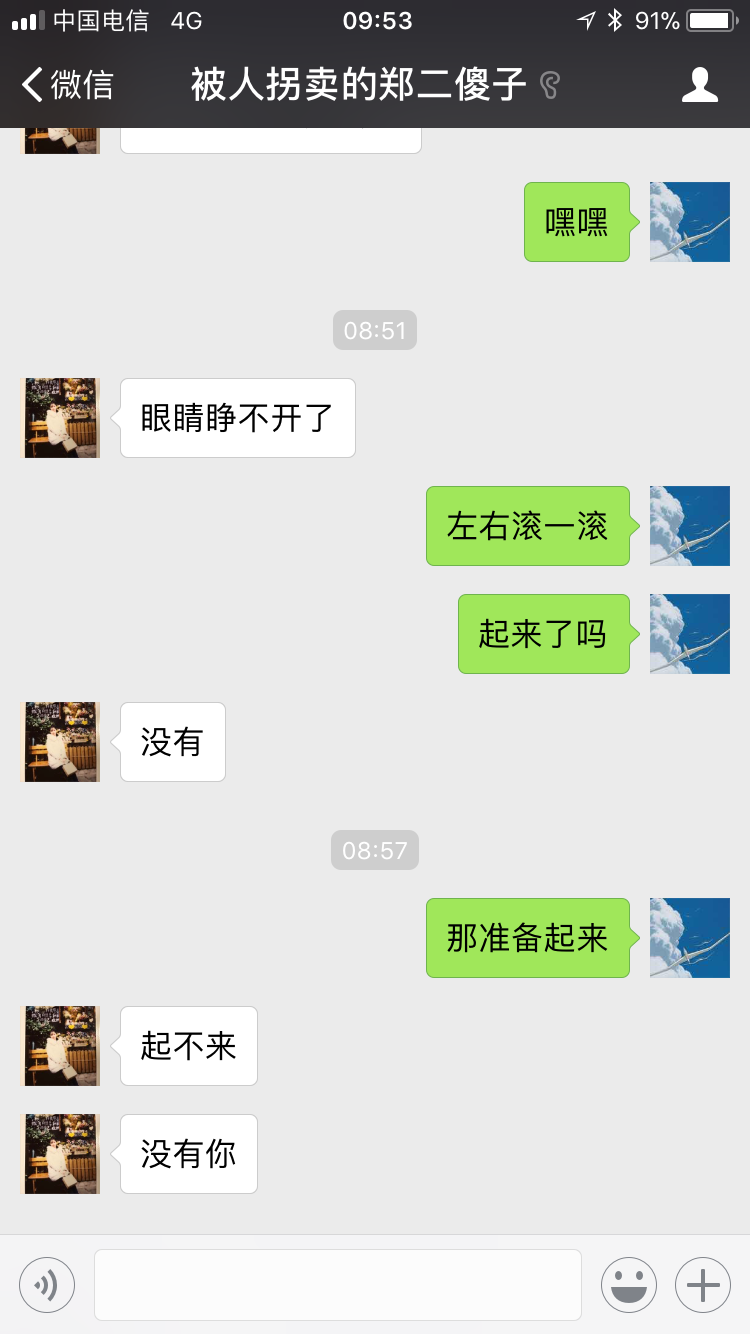 中国电信 4G 09:53 91%
微信 被人拐卖的郑二傻子
嘿嘿
08:51
眼睛睁不开了
左右滚一滚
起来了吗
没有
08:57
那准备起来
起不来
没有你